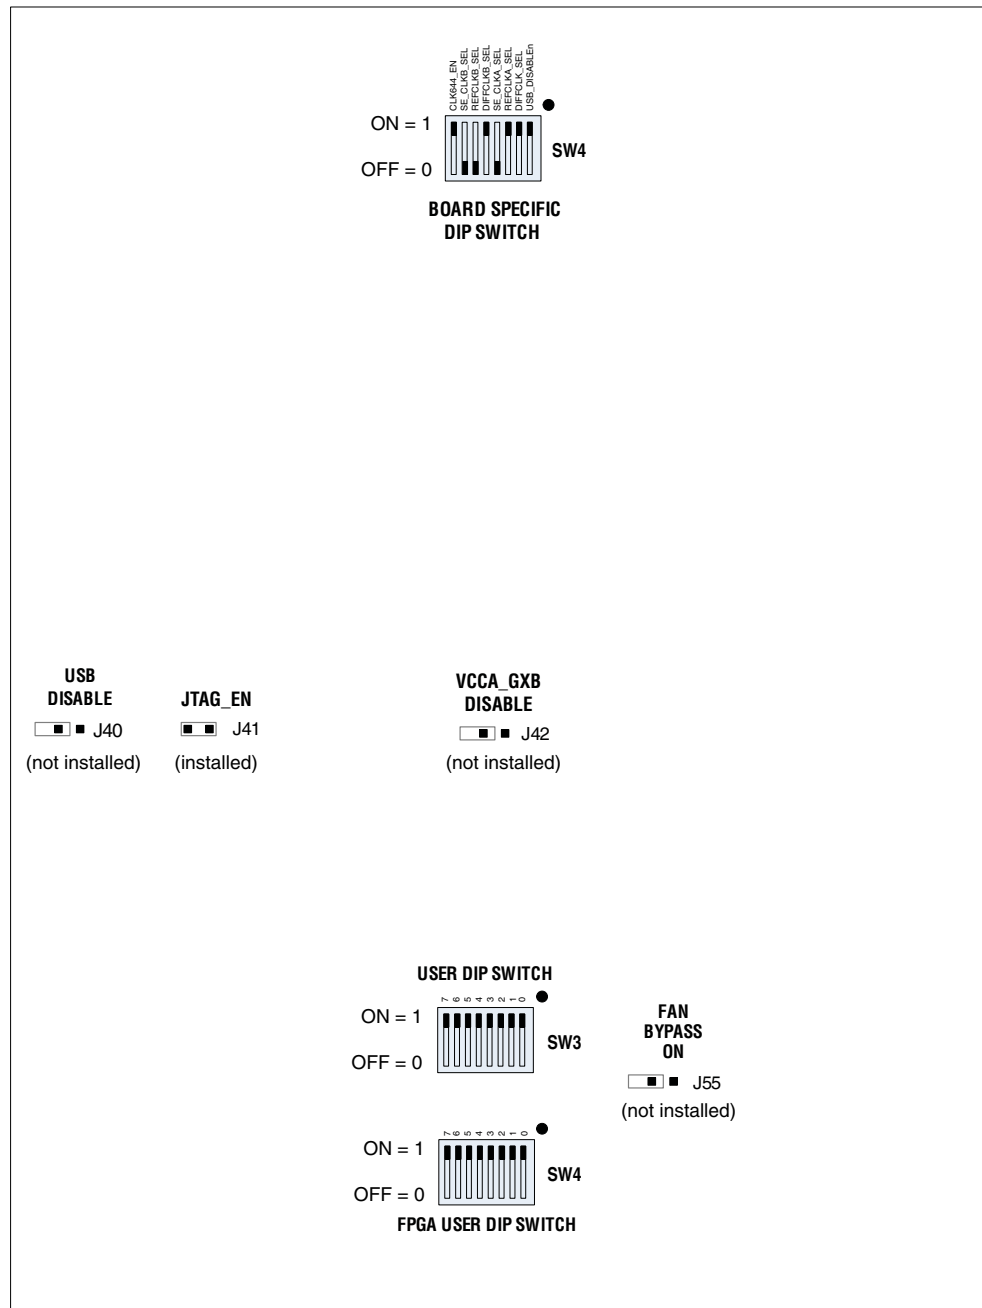 CLK644_EN
SE_CLKB_SEL
REFCLKB_SEL
DIFFCLKB_SEL
SE_CLKA_SEL
REFCLKA_SEL
DIFFCLK_SEL
USB_DISABLEn
ON = 1
OFF = 0
SW4
BOARD SPECIFIC
DIP SWITCH
USB
DISABLE
J40
(not installed)
JTAG_EN
J41
(installed)
VCCA_GXB
DISABLE
J42
(not installed)
USER DIP SWITCH
7 6 5 4 3 2 1 0
ON = 1
OFF = 0
SW3
FAN
BYPASS
ON
J55
(not installed)
7 6 5 4 3 2 1 0
ON = 1
OFF = 0
SW4
FPGA USER DIP SWITCH